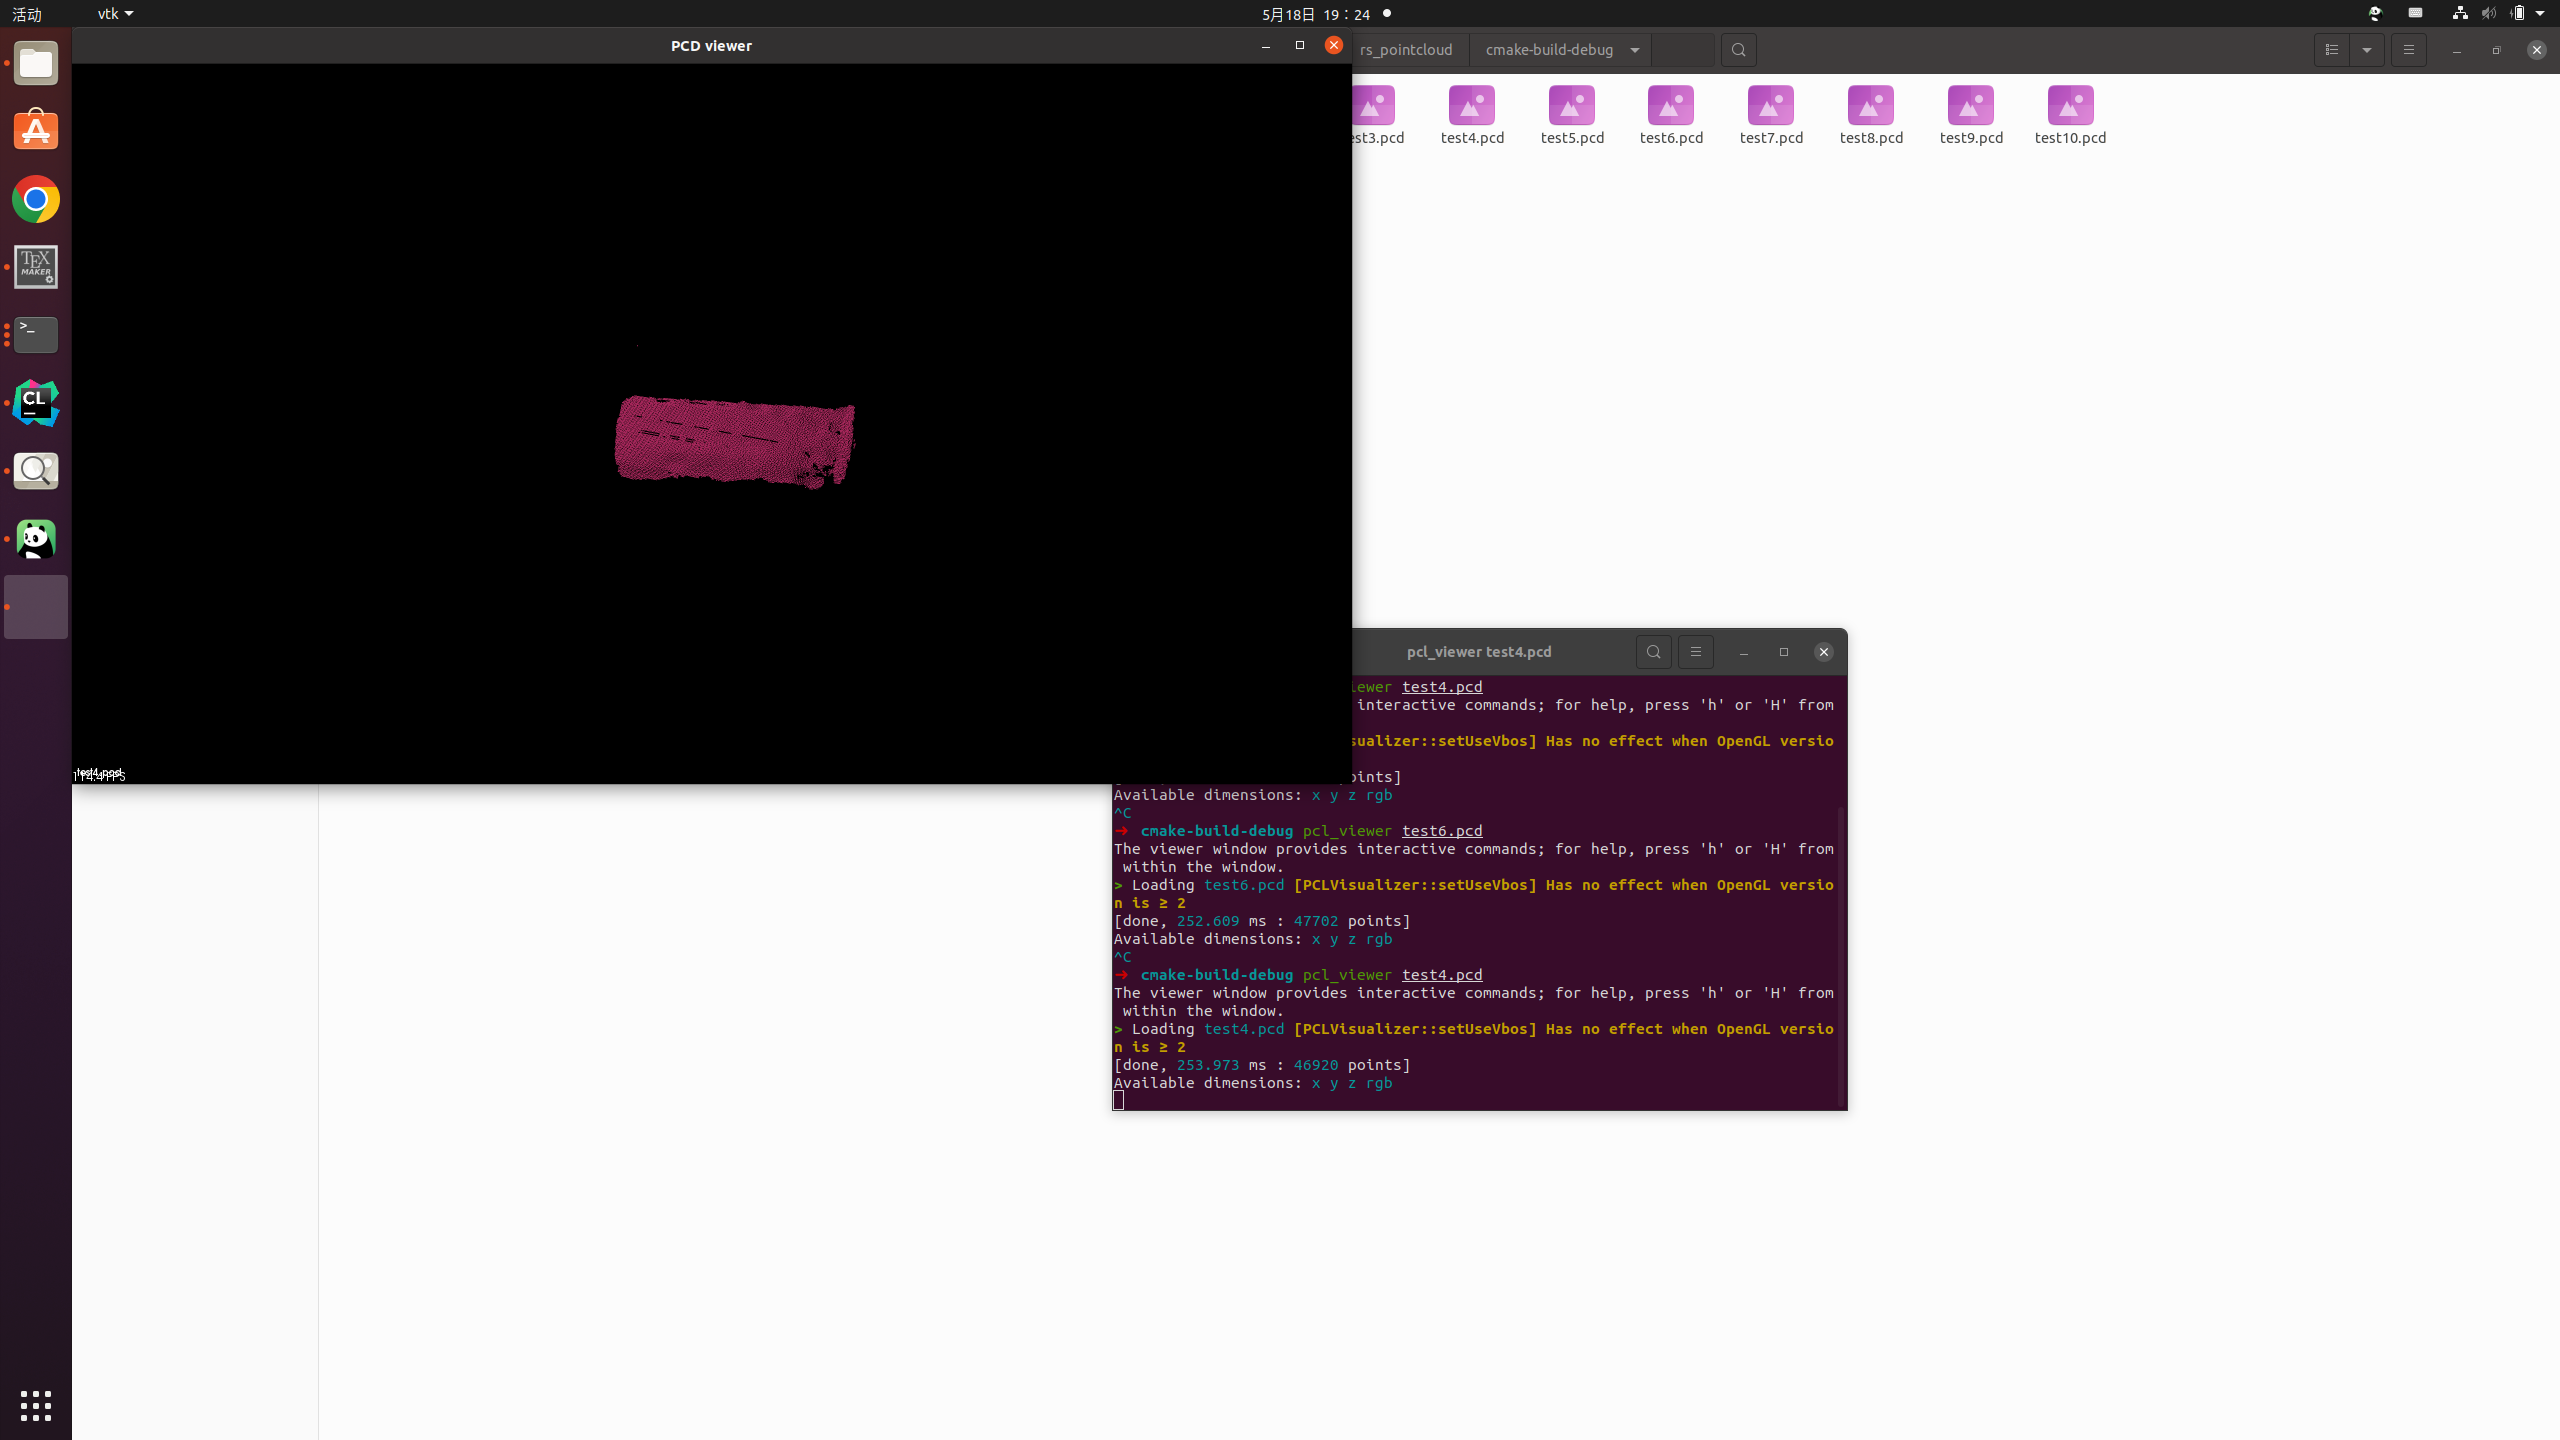 活动
vtk
5月18日 19：24
PCD viewer
rs_pointcloud
cmake-build-debug
est3.pcd
test4.pcd
test5.pcd
test6.pcd
test7.pcd
test8.pcd
test9.pcd
test10.pcd
TEX
MAKER
>_
CL
pcl_viewer test4.pcd
iewer test4.pcd
interactive commands; for help, press 'h' or 'H' from
sualizer::setUseVbos] Has no effect when OpenGL versio
oints]
Available dimensions: x y z rgb
^C
➜ cmake-build-debug pcl_viewer test6.pcd
The viewer window provides interactive commands; for help, press 'h' or 'H' from
within the window.
> Loading test6.pcd [PCLVisualizer::setUseVbos] Has no effect when OpenGL versio
n is ≥ 2
[done, 252.609 ms : 47702 points]
Available dimensions: x y z rgb
^C
➜ cmake-build-debug pcl_viewer test4.pcd
The viewer window provides interactive commands; for help, press 'h' or 'H' from
within the window.
> Loading test4.pcd [PCLVisualizer::setUseVbos] Has no effect when OpenGL versio
n is ≥ 2
[done, 253.973 ms : 46920 points]
Available dimensions: x y z rgb